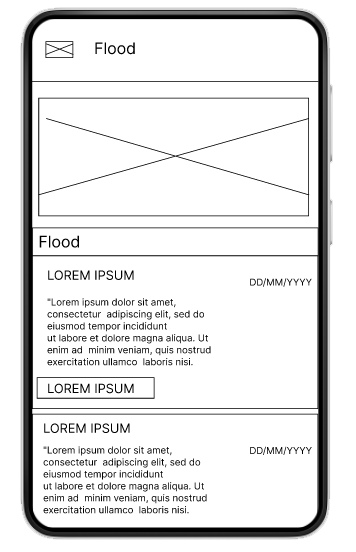 Flood
Flood
LOREM IPSUM
DD/MM/YYYY
"Lorem ipsum dolor sit amet,
consectetur adipiscing elit, sed do
eiusmod tempor incididunt
ut labore et dolore magna aliqua. Ut
enim ad minim veniam, quis nostrud
exercitation ullamco laboris nisi.
LOREM IPSUM
LOREM IPSUM
DD/MM/YYYY
"Lorem ipsum dolor sit amet,
consectetur adipiscing elit, sed do
eiusmod tempor incididunt
ut labore et dolore magna aliqua. Ut
enim ad minim veniam, quis nostrud
exercitation ullamco laboris nisi.